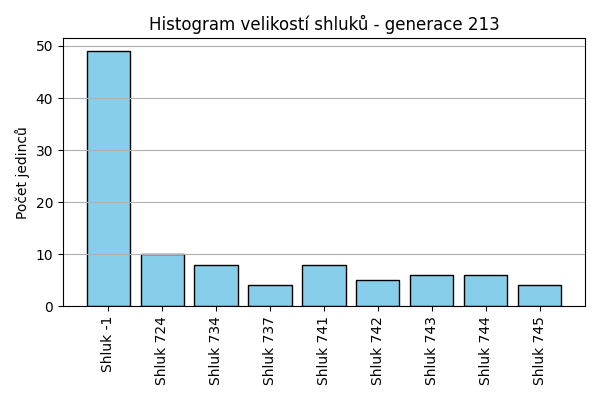 Histogram velikostí shluků - generace 213
Počet jedinců
50
40
30
20
10
0
Shluk -1
Shluk 724
Shluk 734
Shluk 737
Shluk 741
Shluk 742
Shluk 743
Shluk 744
Shluk 745